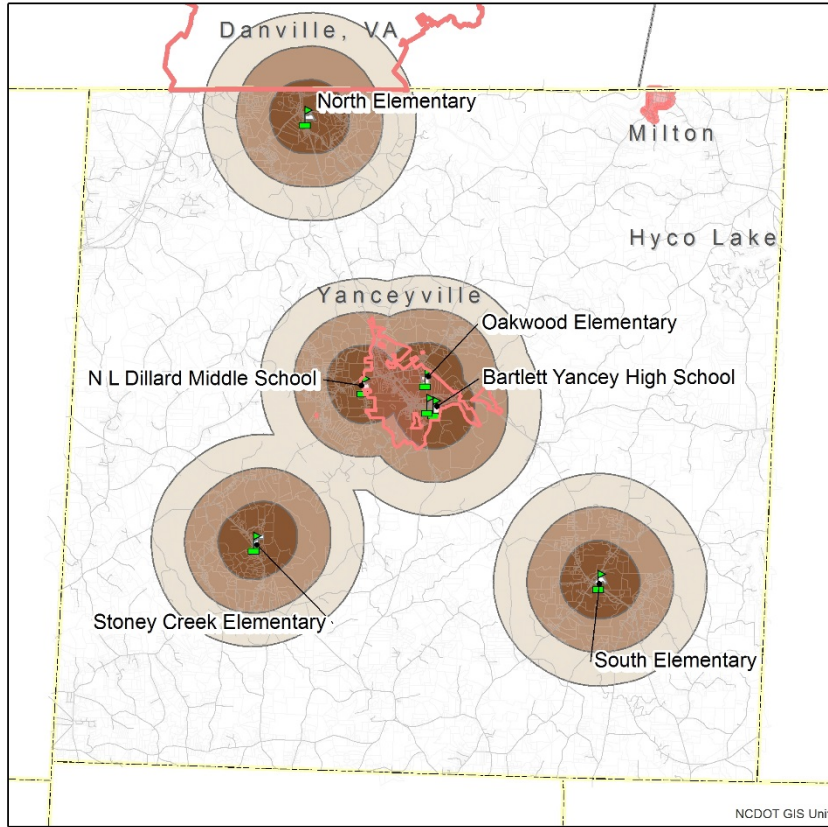 Danville, VA
North Elementary
Milton
Hyco Lake
Yanceyville
Oakwood Elementary
N L Dillard Middle School
Bartlett Yancey High School
Stoney Creek Elementary
South Elementary
NCDOT GIS Unit